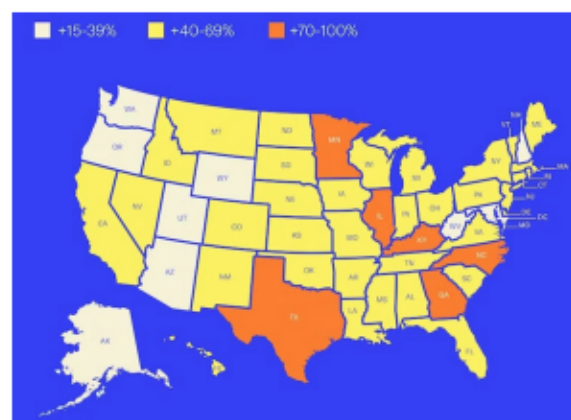 +15-39% +40-69% +70-100%
WA
MT
ND
MN
VT
NH
ME
OR
ID
SD
WI
MI
NY
MA
RI
CT
WY
NE
IA
PA
NJ
NV
UT
CO
IL
IN
OH
DE
DC
MD
CA
KS
MO
KY
WV
VA
AZ
NM
OK
AR
TN
NC
SC
TX
LA
MS
AL
GA
AK
FL